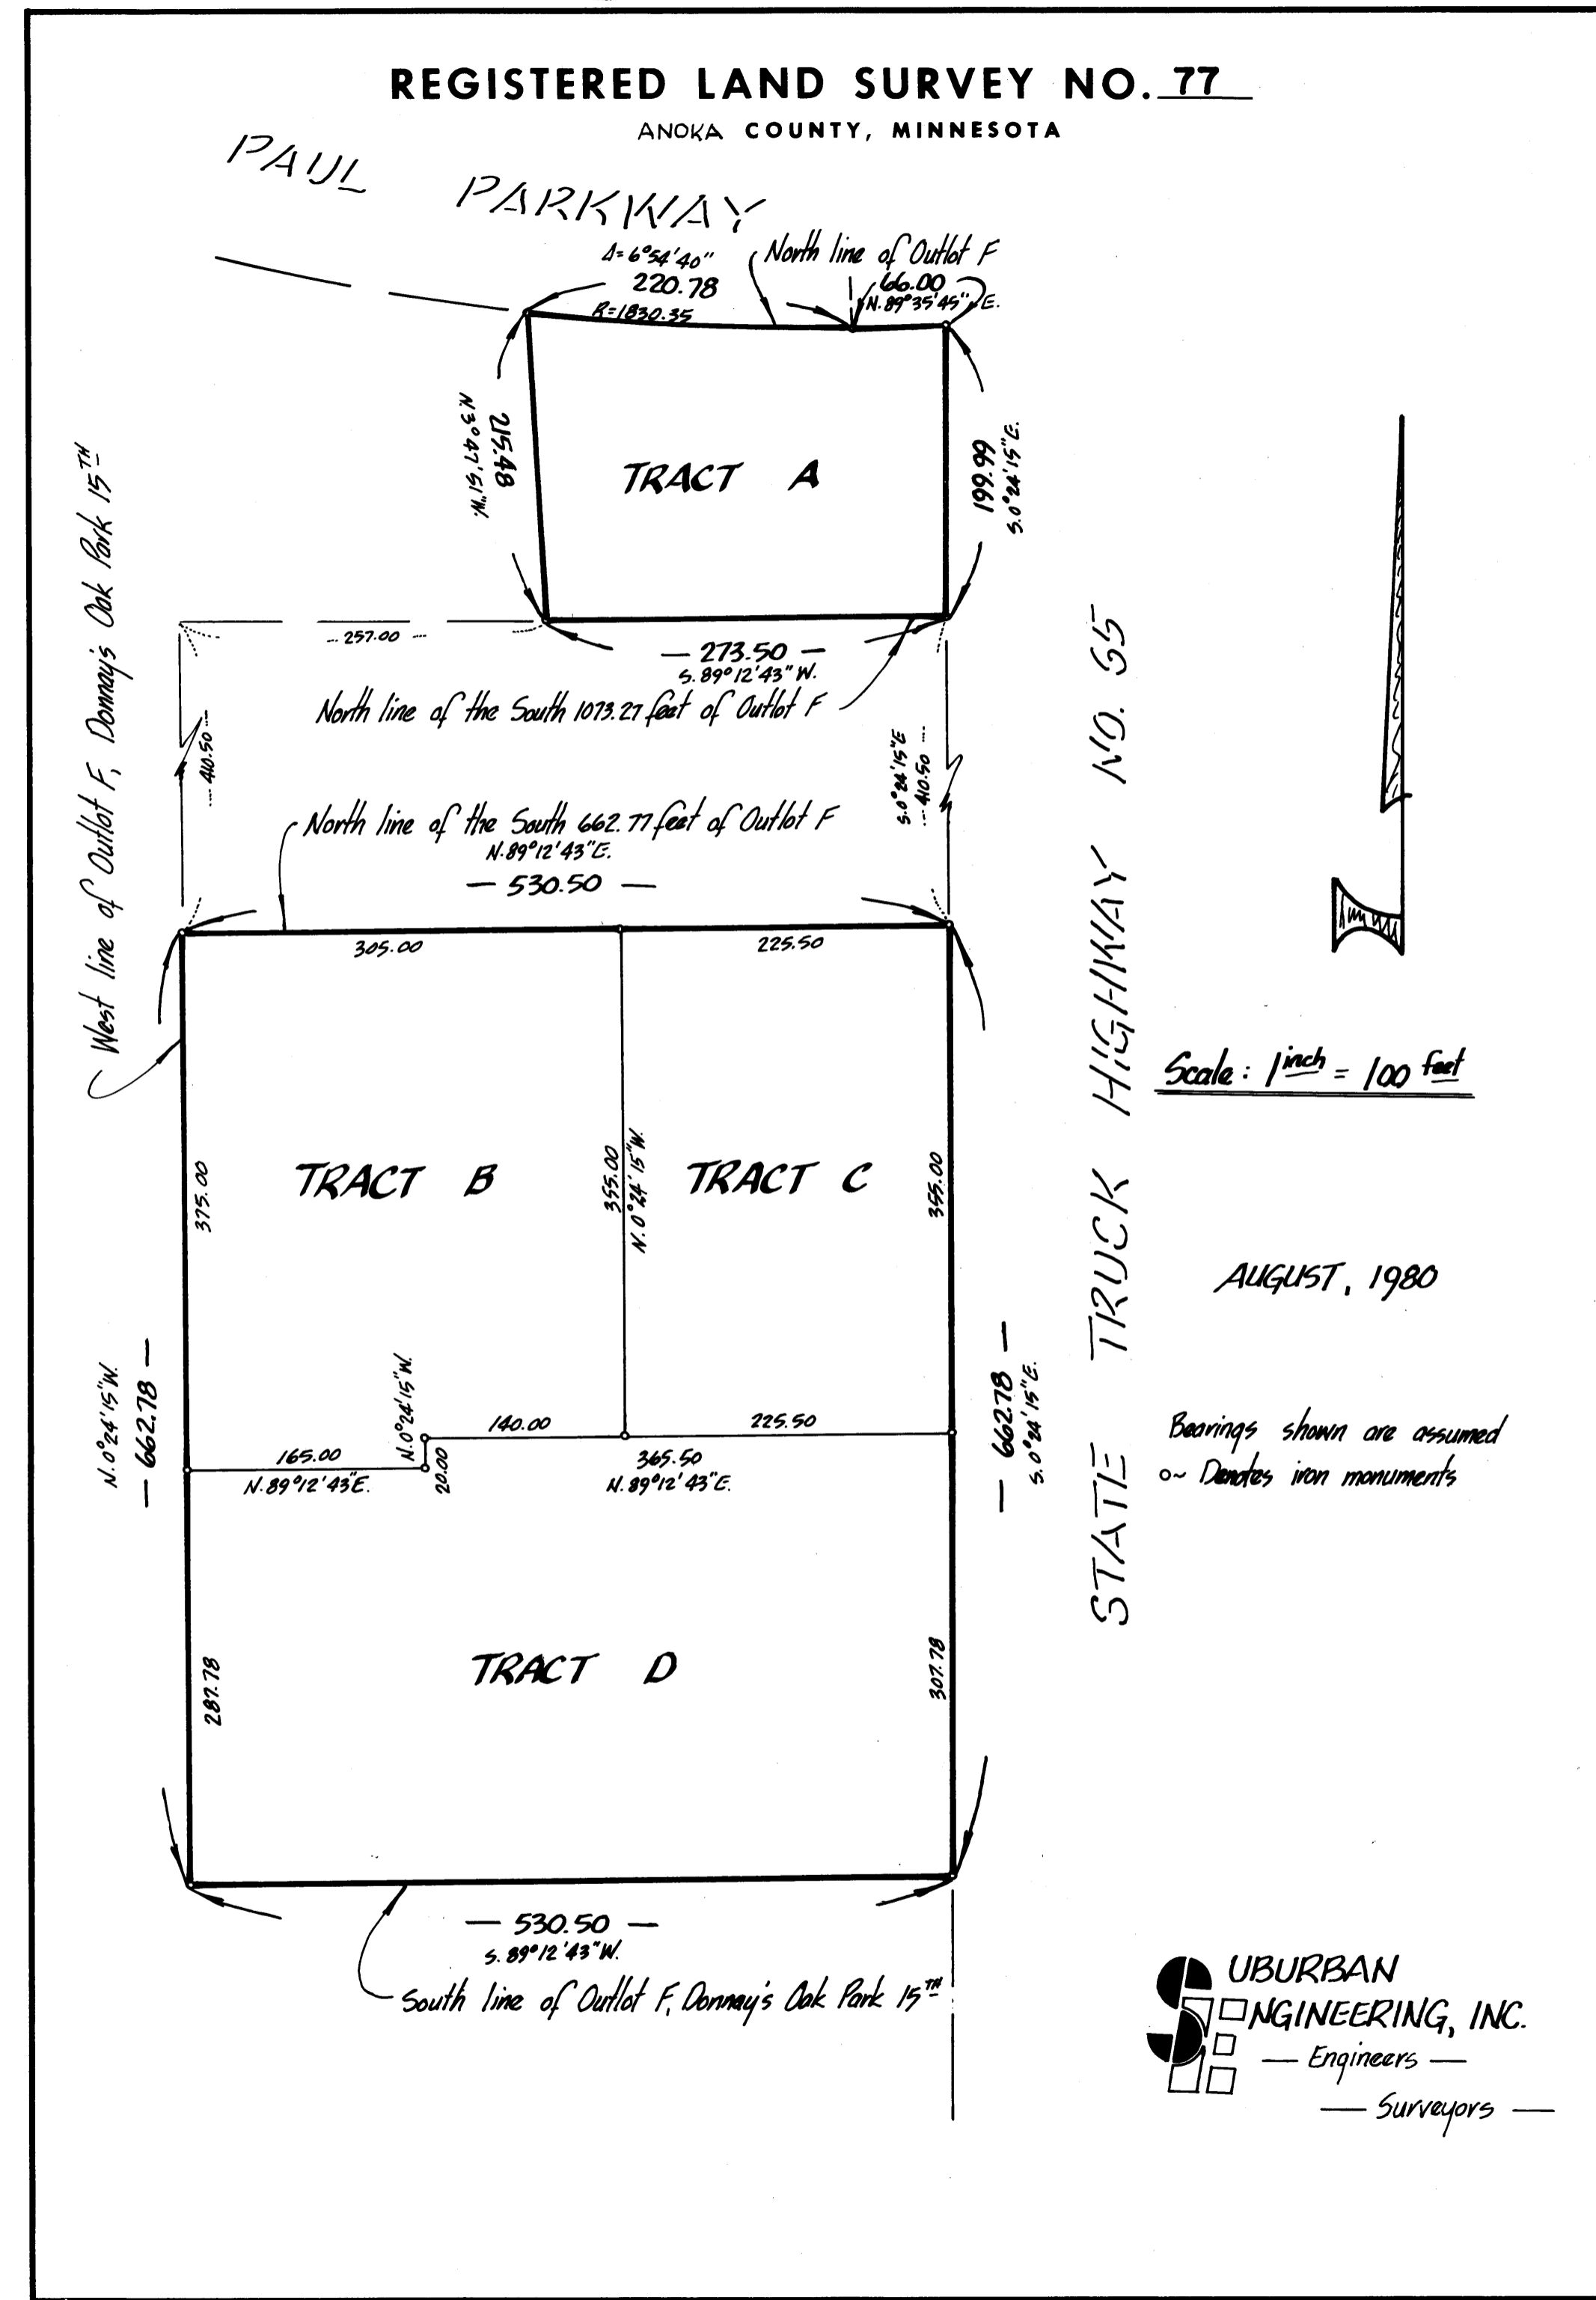 REGISTERED LAND SURVEY NO. 77
ANOKA COUNTY, MINNESOTA
PAUL PARKWAY
Δ=6°54'40"
220.78
R=1830.35
North line of Outlot F
66.00
N.89°35'45"E.
215.48
N3°47'51"W.
TRACT A
199.99
S.0°24'15"E.
257.00
273.50
S.89°12'43"W.
North line of the South 1073.27 feet of Outlot F
410.50
S.0°24'15"E
410.50
North line of the South 662.77 feet of Outlot F
N.89°12'43"E.
530.50
West line of Outlot F, Donnay's Oak Park 15TH
305.00
225.50
375.00
TRACT B
355.00
N.0°24'15"W.
TRACT C
355.00
N.0°24'15"W.
662.78
N.0°24'15"W.
140.00
225.50
165.00
N.89°12'43"E.
20.00
365.50
N.89°12'43"E.
662.78
S.0°24'15"E.
287.78
TRACT D
307.78
530.50
S.89°12'43"W.
South line of Outlot F, Donnay's Oak Park 15TH
STATE TRUCK HIGHWAY NO. 65
Scale: 1 inch = 100 feet
AUGUST, 1980
Bearings shown are assumed
o~ Denotes iron monuments
SUBURBAN
ENGINEERING, INC.
Engineers
Surveyors